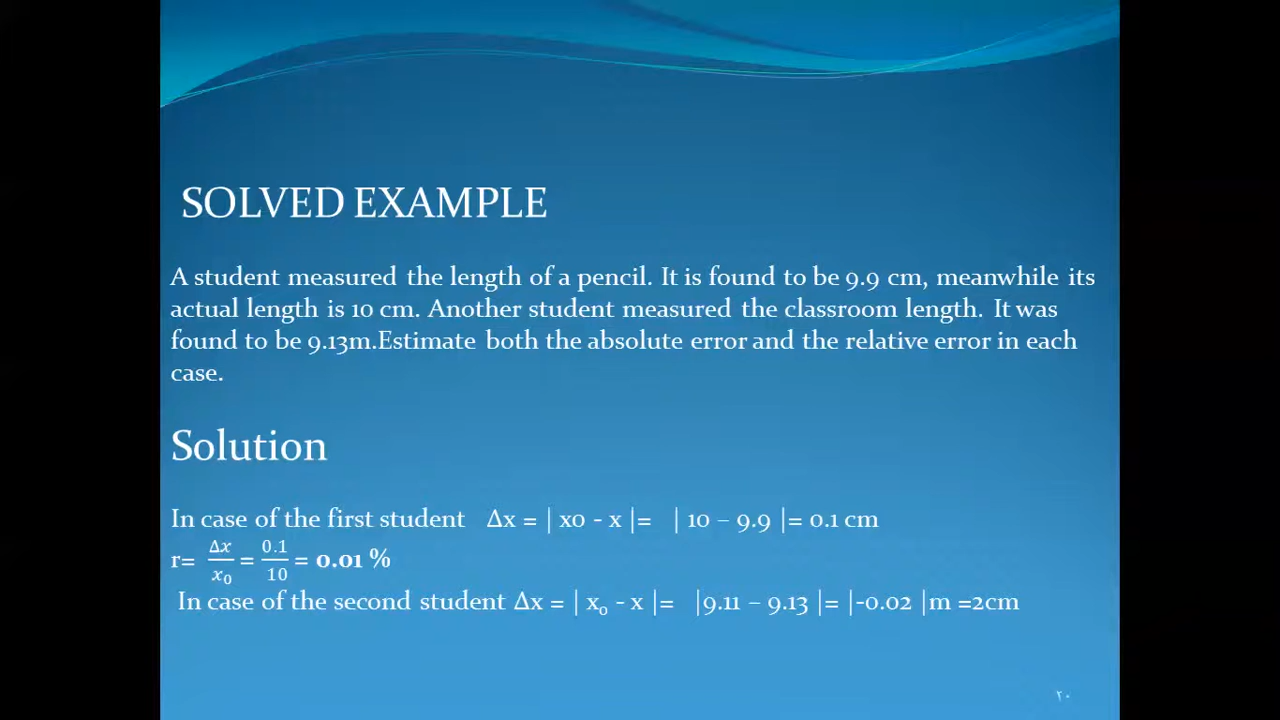 SOLVED EXAMPLE
A student measured the length of a pencil. It is found to be 9.9 cm, meanwhile its
actual length is 10 cm. Another student measured the classroom length. It was
found to be 9.13m.Estimate both the absolute error and the relative error in each
case.
Solution
In case of the first student Δx = | x0 - x |= | 10 – 9.9 |= 0.1 cm
r= Δx/x₀ = 0.1/10 = 0.01 %
In case of the second student Δx = | x₀ - x |= |9.11 – 9.13 |= |-0.02 |m =2cm
٢٠